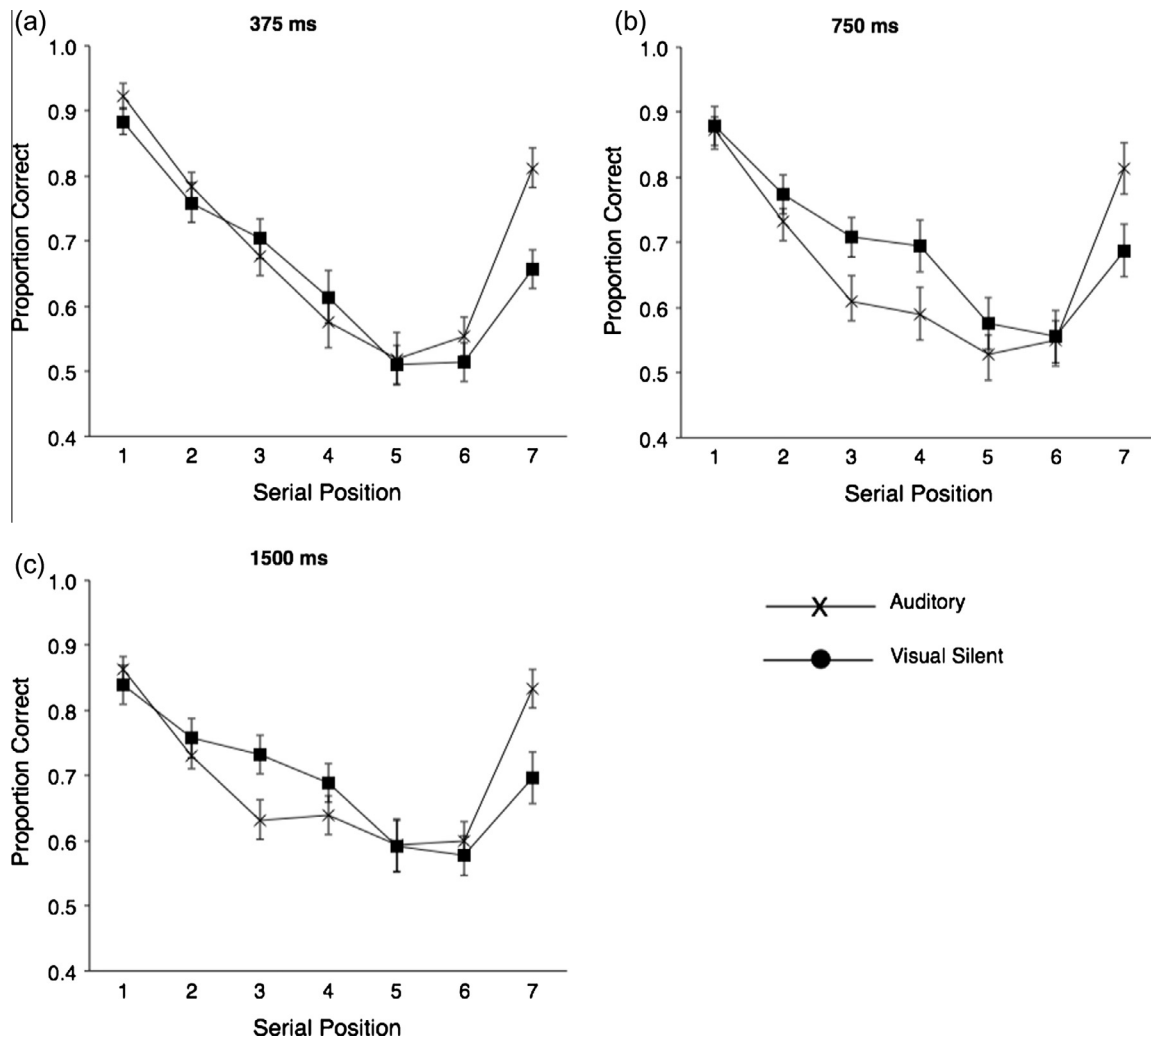 (a)
375 ms
1.0
0.9
0.8
0.7
0.6
0.5
0.4
Proportion Correct
1 2 3 4 5 6 7
Serial Position
(b)
750 ms
1.0
0.9
0.8
0.7
0.6
0.5
0.4
Proportion Correct
1 2 3 4 5 6 7
Serial Position
(c)
1500 ms
1.0
0.9
0.8
0.7
0.6
0.5
0.4
Proportion Correct
1 2 3 4 5 6 7
Serial Position
Auditory
Visual Silent